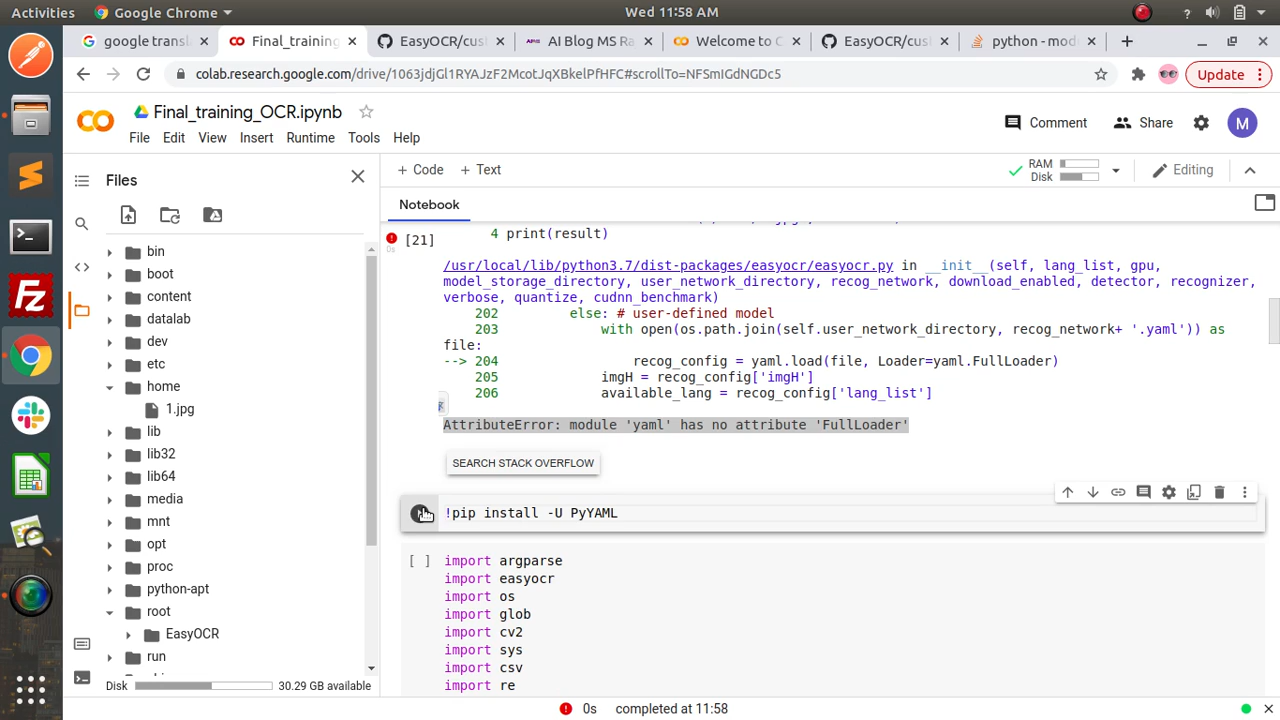 Activities
Google Chrome
Wed 11:58 AM
google transl
Final_training
EasyOCR/cust
AI Blog MS Ra
Welcome to C
EasyOCR/cust
python - mod
colab.research.google.com/drive/1063jdjGl1RYAJzF2McotJqXBkelPfHFC#scrollTo=NFSmIGdNGDc5
Update
Final_training_OCR.ipynb
File Edit View Insert Runtime Tools Help
Comment
Share
M
Files
+ Code + Text
RAM
Disk
Editing
Notebook
bin
boot
content
datalab
dev
etc
home
1.jpg
lib
lib32
lib64
media
mnt
opt
proc
python-apt
root
EasyOCR
run
Disk
30.29 GB available
4 print(result)
[21]
0s
/usr/local/lib/python3.7/dist-packages/easyocr/easyocr.py in __init__(self, lang_list, gpu,
model_storage_directory, user_network_directory, recog_network, download_enabled, detector, recognizer,
verbose, quantize, cudnn_benchmark)
202 else: # user-defined model
203 with open(os.path.join(self.user_network_directory, recog_network+ '.yaml')) as
file:
--> 204 recog_config = yaml.load(file, Loader=yaml.FullLoader)
205 imgH = recog_config['imgH']
206 available_lang = recog_config['lang_list']
AttributeError: module 'yaml' has no attribute 'FullLoader'
SEARCH STACK OVERFLOW
!pip install -U PyYAML
[ ] import argparse
import easyocr
import os
import glob
import cv2
import sys
import csv
import re
0s completed at 11:58